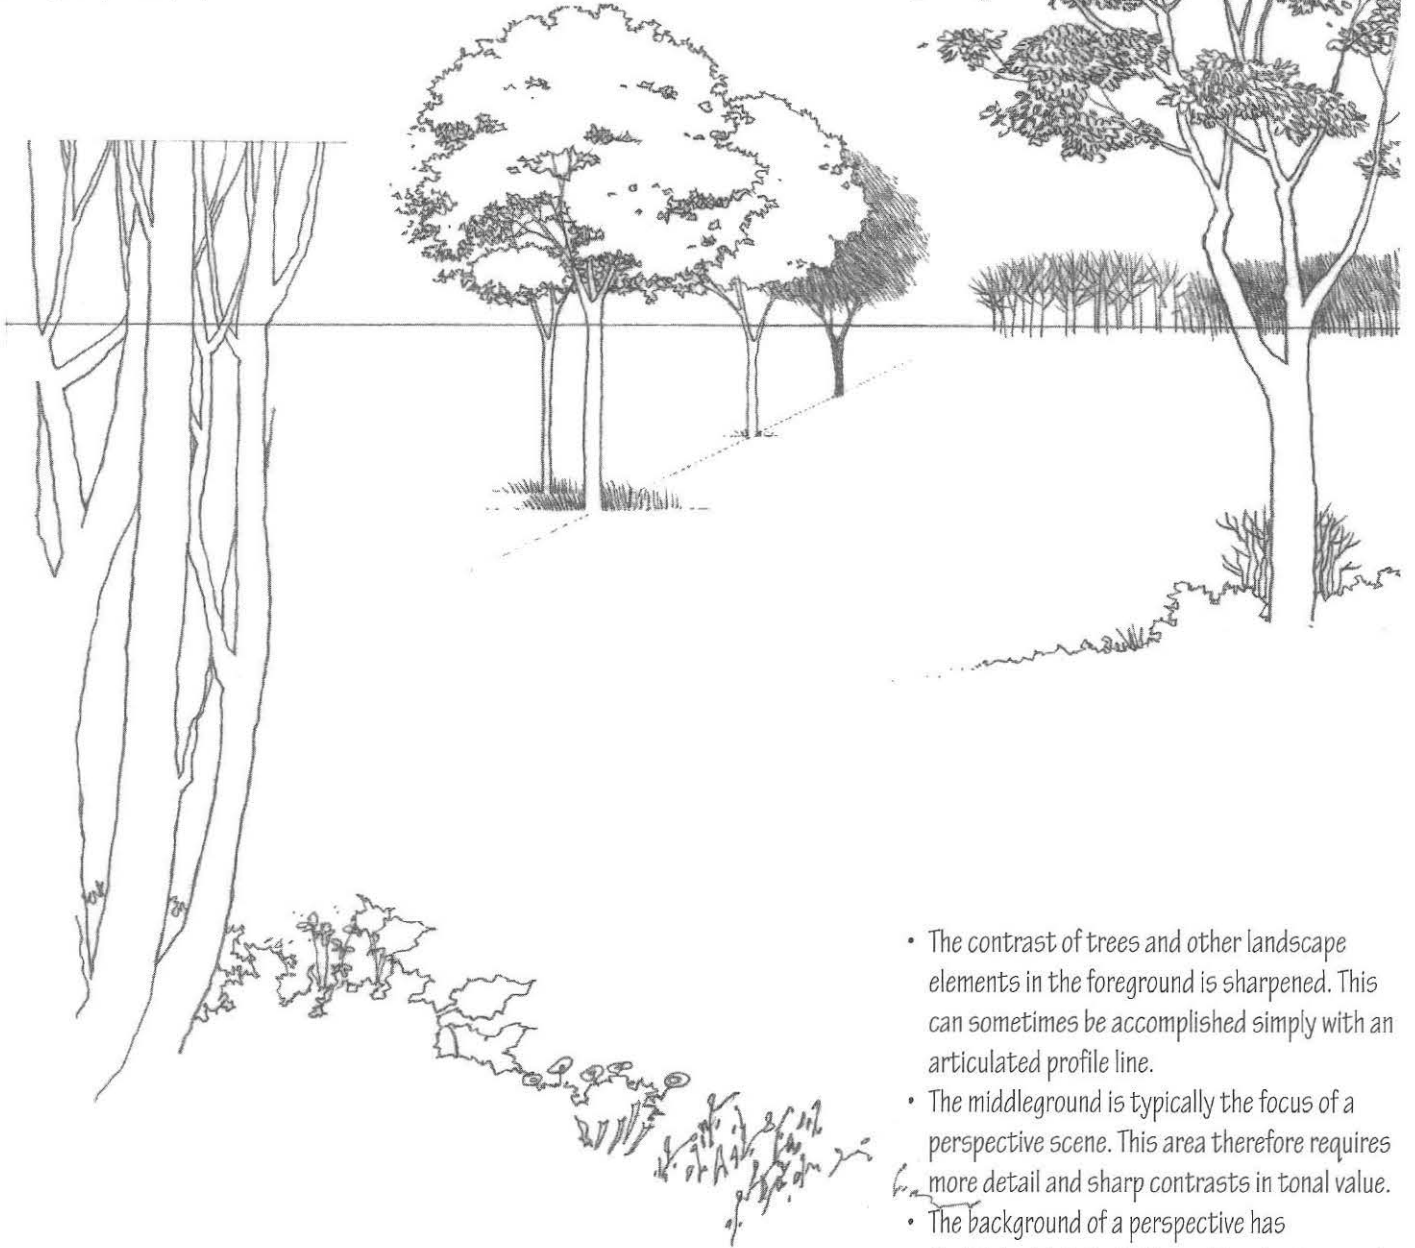 • The contrast of trees and other landscape
elements in the foreground is sharpened. This
can sometimes be accomplished simply with an
articulated profile line.
• The middleground is typically the focus of a
perspective scene. This area therefore requires
more detail and sharp contrasts in tonal value.
• The background of a perspective has